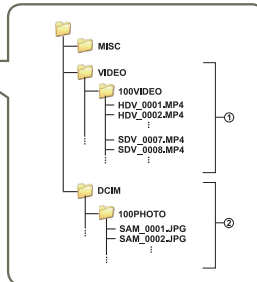 MISC
VIDEO
100VIDEO
HDV_0001.MP4
HDV_0002.MP4
①
SDV_0007.MP4
SDV_0008.MP4
DCIM
100PHOTO
②
SAM_0001.JPG
SAM_0002.JPG